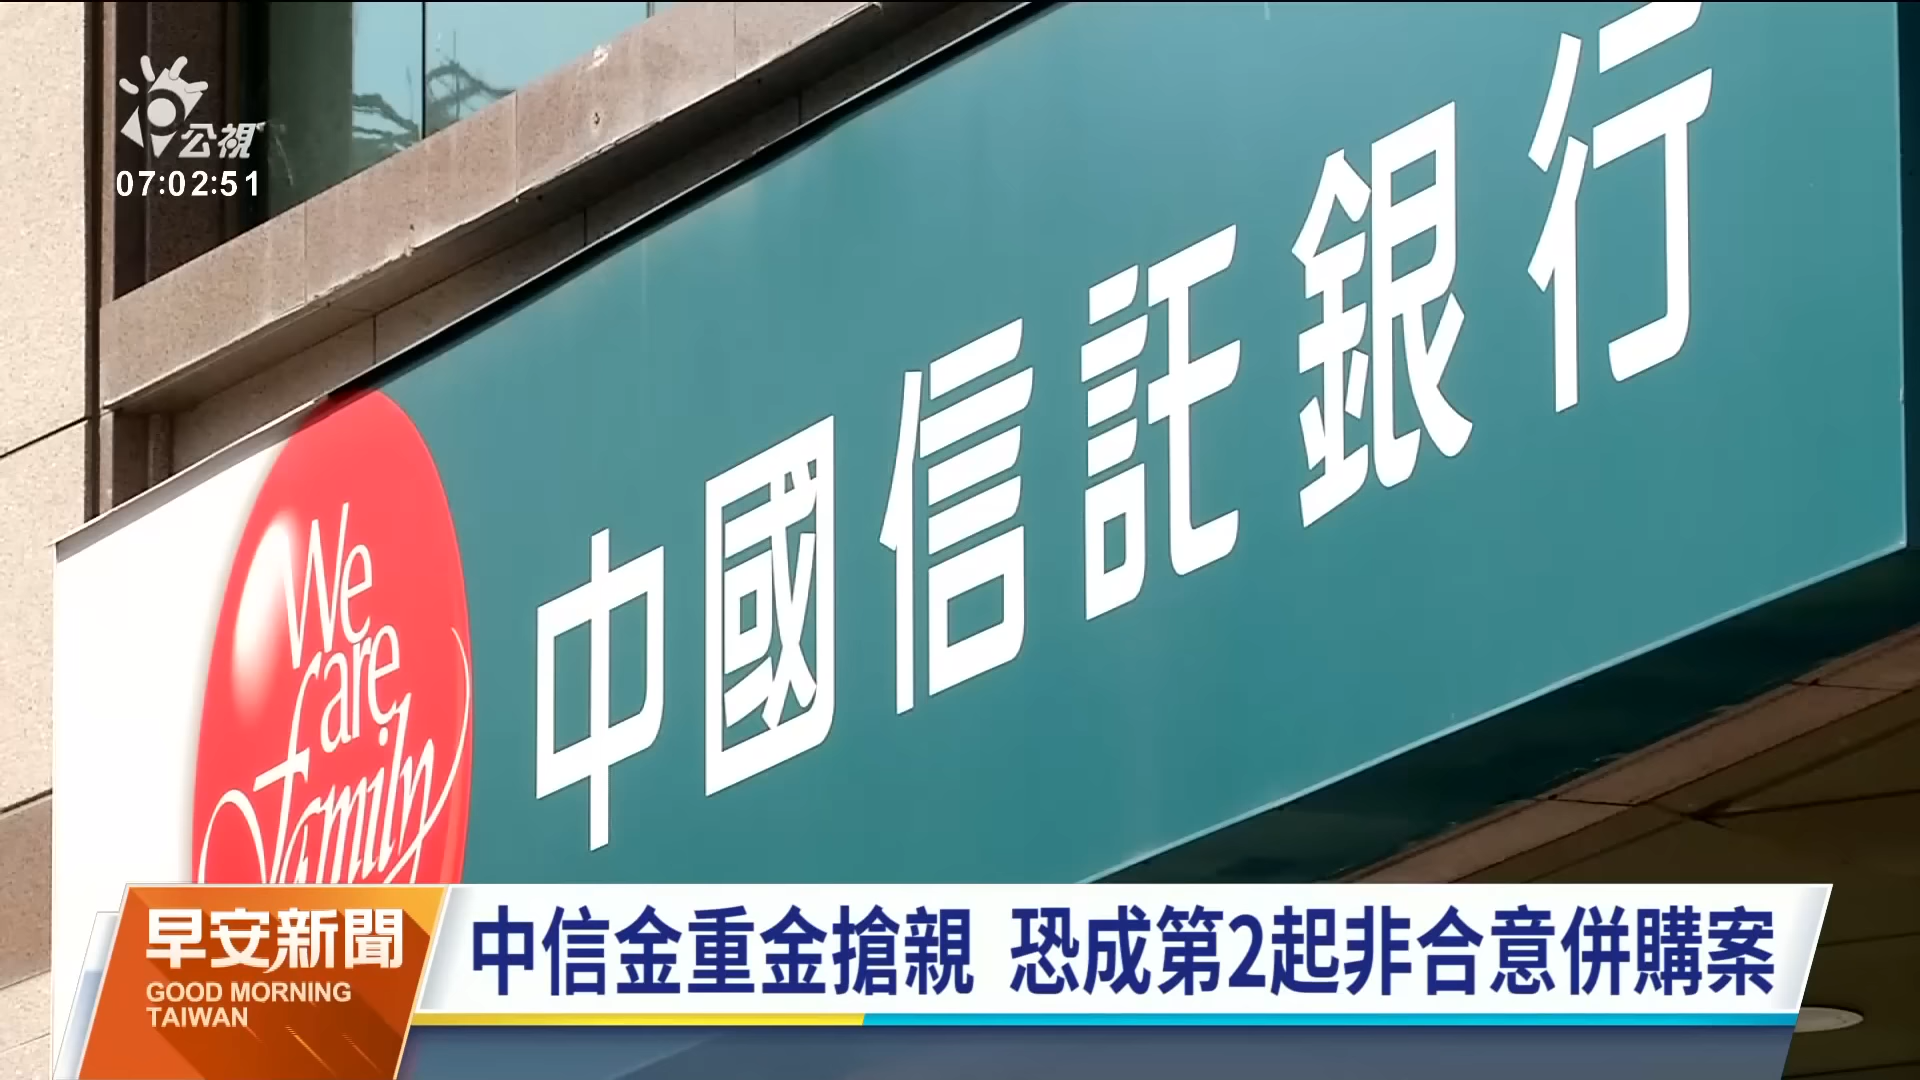 公視
07:02:51
中國信託銀行
We
care
family
早安新聞
GOOD MORNING
TAIWAN
中信金重金搶親 恐成第2起非合意併購案